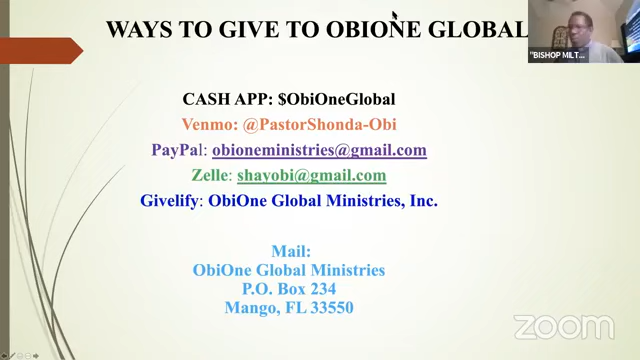 WAYS TO GIVE TO OBIONE GLOBAL
"BISHOP MILT...
CASH APP: $ObiOneGlobal
Venmo: @PastorShonda-Obi
PayPal: obioneministries@gmail.com
Zelle: shayobi@gmail.com
Givelify: ObiOne Global Ministries, Inc.
Mail:
ObiOne Global Ministries
P.O. Box 234
Mango, FL 33550
zoom